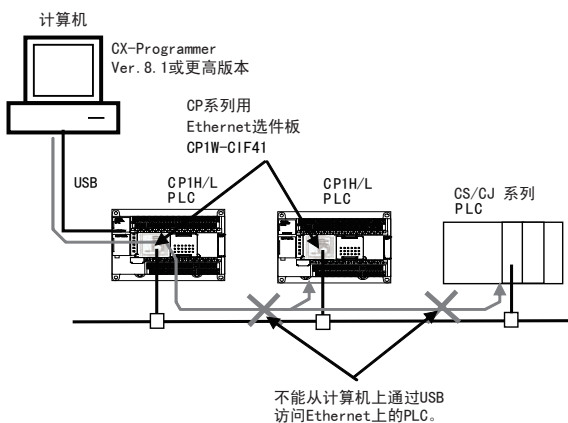 计算机
CX-Programmer
Ver.8.1或更高版本
CP系列用
Ethernet选件板
CP1W-CIF41
USB
CP1H/L
PLC
CP1H/L
PLC
CS/CJ 系列
PLC
不能从计算机上通过USB
访问Ethernet上的PLC。